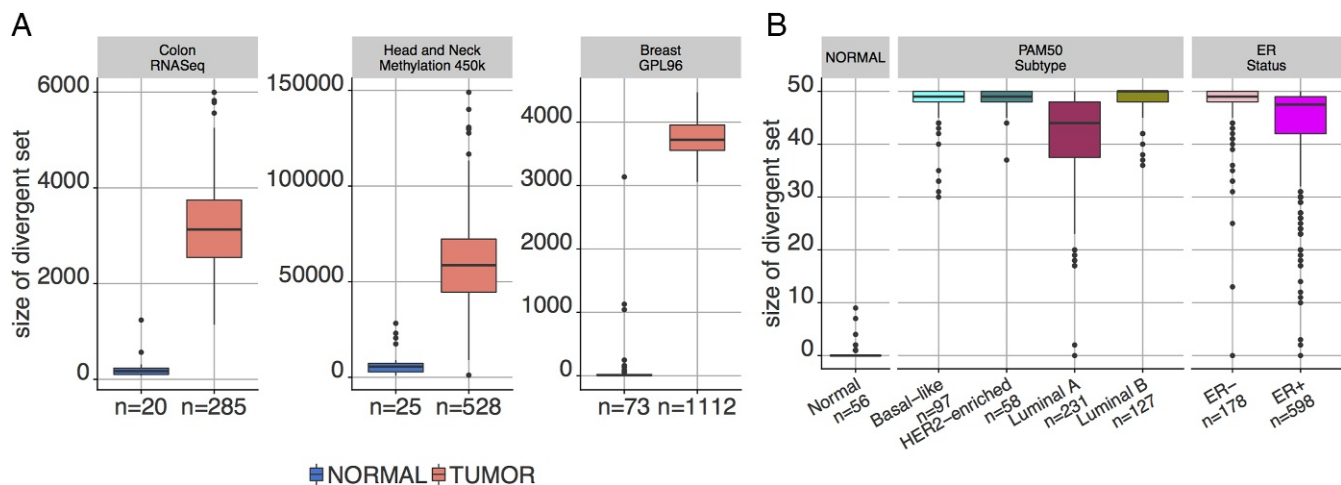 A
Colon
RNASeq
Head and Neck
Methylation 450k
Breast
GPL96
size of divergent set
6000
4000
2000
0
150000
100000
50000
0
4000
3000
2000
1000
0
n=20 n=285
n=25 n=528
n=73 n=1112
NORMAL TUMOR
B
NORMAL
PAM50
Subtype
ER
Status
size of divergent set
50
40
30
20
10
0
Normal
n=56
Basal-like
n=97
HER2-enriched
n=58
Luminal A
n=231
Luminal B
n=127
ER-
n=178
ER+
n=598